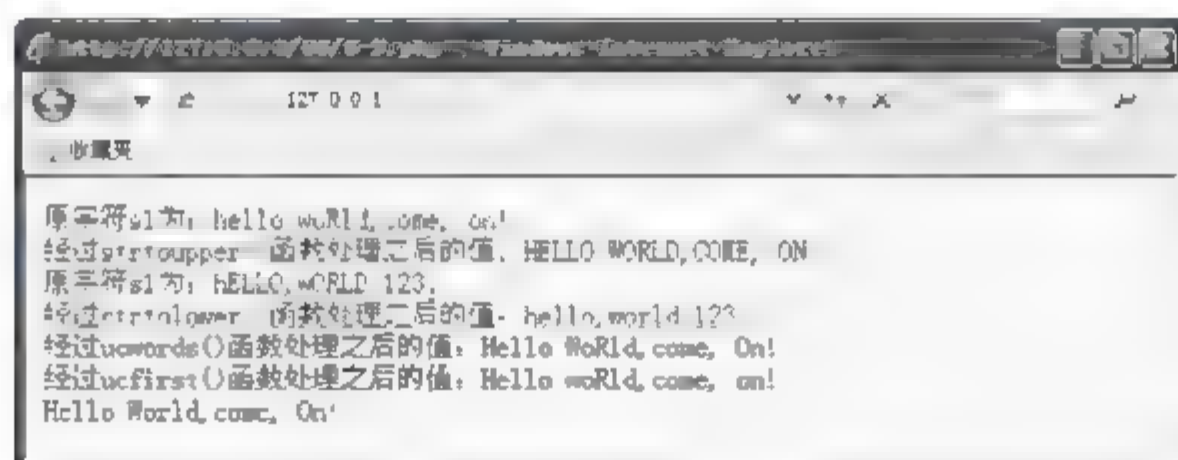 127.0.0.1
收藏夹
原字符s1为: hello woRld,come, on!
经过strtoupper 函数处理之后的值: HELLO WORLD,COME, ON
原字符s1为: hELLO,wORLD 123.
经过strtolower 函数处理之后的值: hello,world 123
经过ucwords()函数处理之后的值: Hello WoRld,come, On!
经过ucfirst()函数处理之后的值: Hello woRld,come, on!
Hello World,come, On!